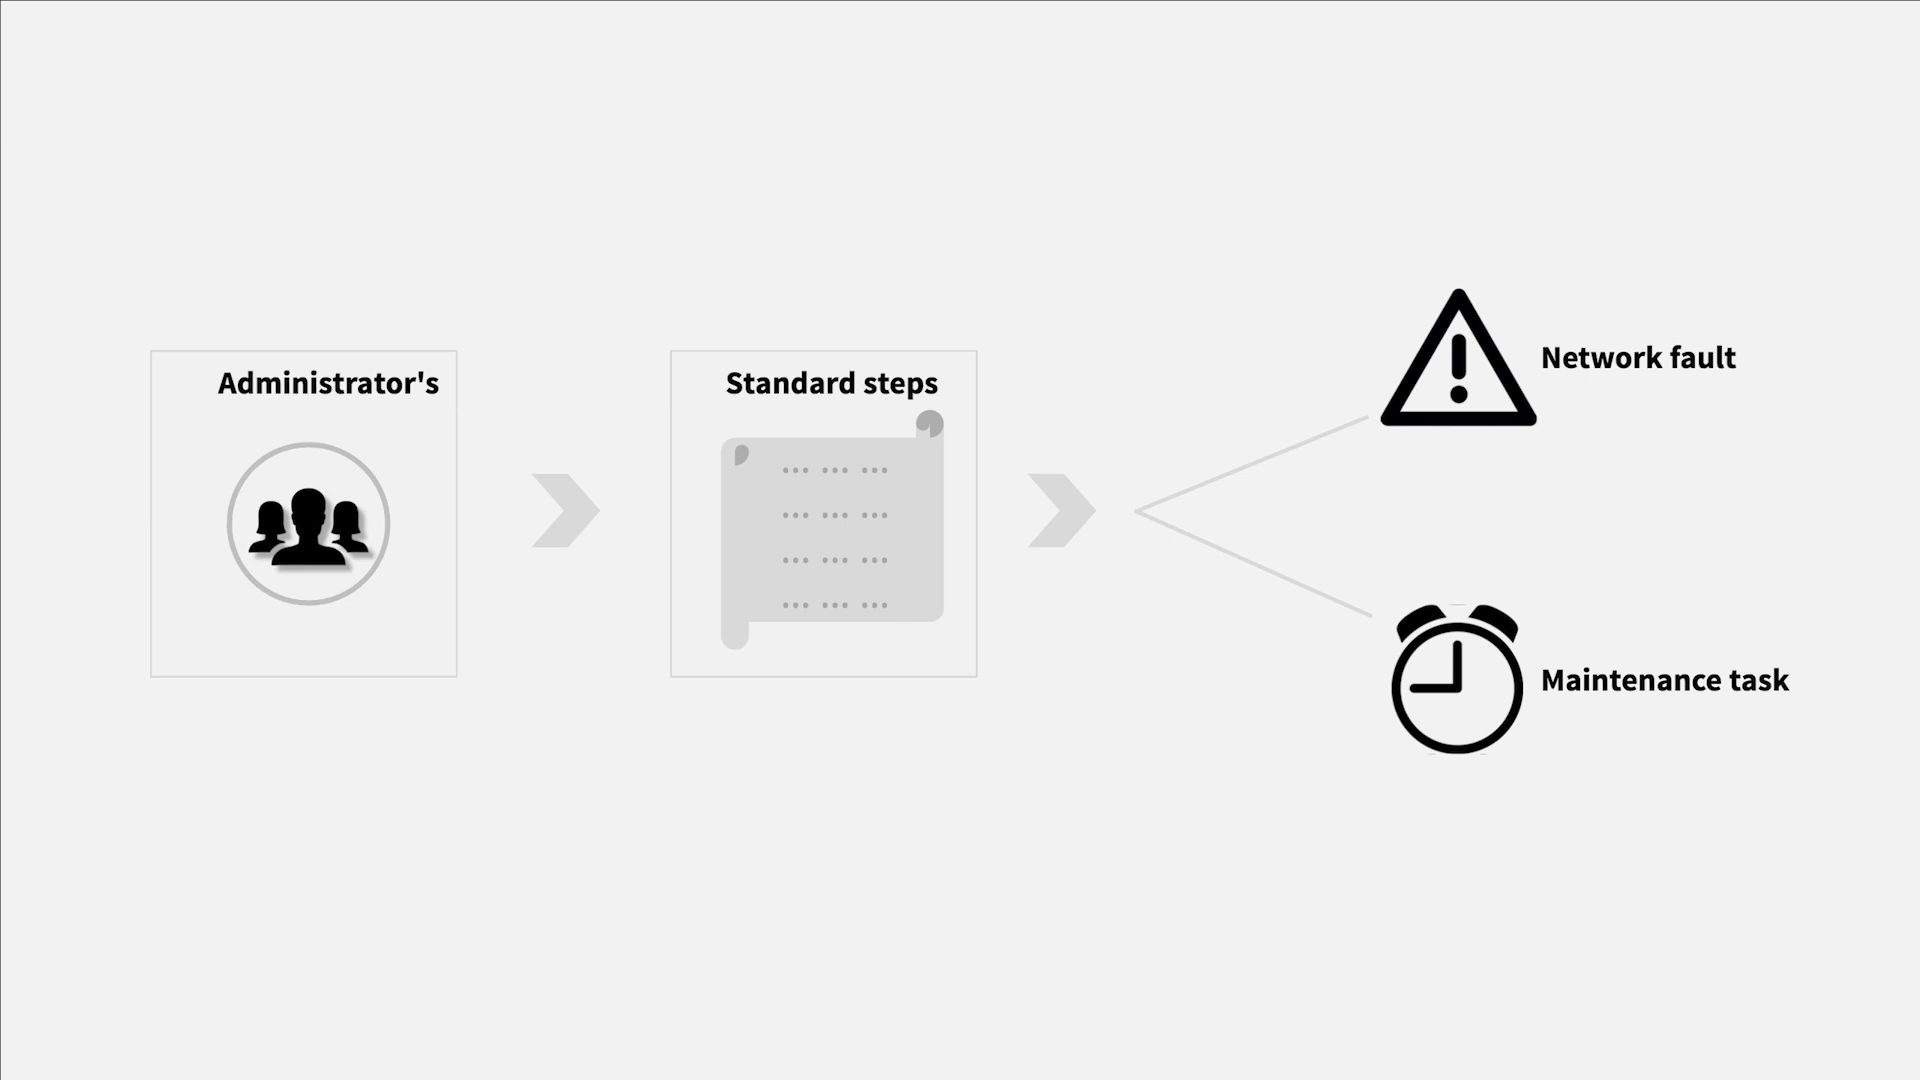 Administrator's
Standard steps
Network fault
Maintenance task